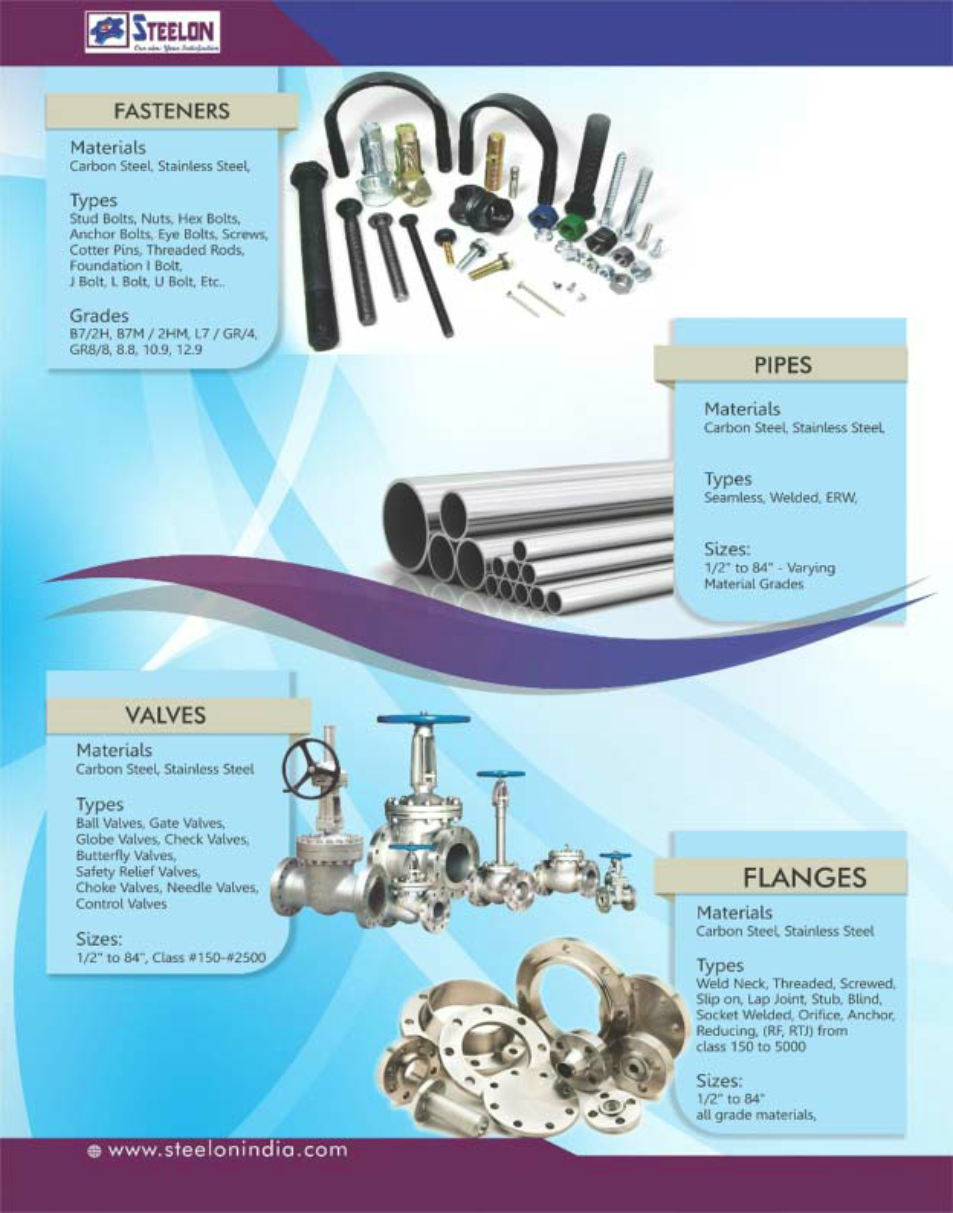 STEELON
Our aim: Your Satisfaction
FASTENERS
Materials
Carbon Steel, Stainless Steel,
Types
Stud Bolts, Nuts, Hex Bolts,
Anchor Bolts, Eye Bolts, Screws,
Cotter Pins, Threaded Rods,
Foundation I Bolt,
J Bolt, L Bolt, U Bolt, Etc..
Grades
B7/2H, B7M / 2HM, L7 / GR/4,
GR8/8, 8.8, 10.9, 12.9
PIPES
Materials
Carbon Steel, Stainless Steel,
Types
Seamless, Welded, ERW,
Sizes:
1/2" to 84" - Varying
Material Grades
VALVES
Materials
Carbon Steel, Stainless Steel
Types
Ball Valves, Gate Valves,
Globe Valves, Check Valves,
Butterfly Valves,
Safety Relief Valves,
Choke Valves, Needle Valves,
Control Valves
Sizes:
1/2" to 84", Class #150-#2500
FLANGES
Materials
Carbon Steel, Stainless Steel
Types
Weld Neck, Threaded, Screwed,
Slip on, Lap Joint, Stub, Blind,
Socket Welded, Orifice, Anchor,
Reducing, (RF, RTJ) from
class 150 to 5000
Sizes:
1/2" to 84"
all grade materials,
www.steelonindia.com